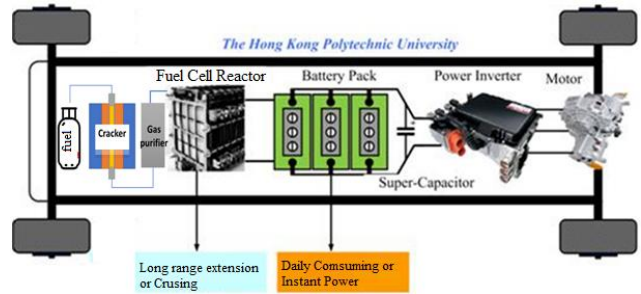 The Hong Kong Polytechnic University
Fuel Cell Reactor
Battery Pack
Power Inverter
Motor
fuel
Cracker
Gas
purifier
Super-Capacitor
Long range extension
or Crusing
Daily Comsuming or
Instant Power